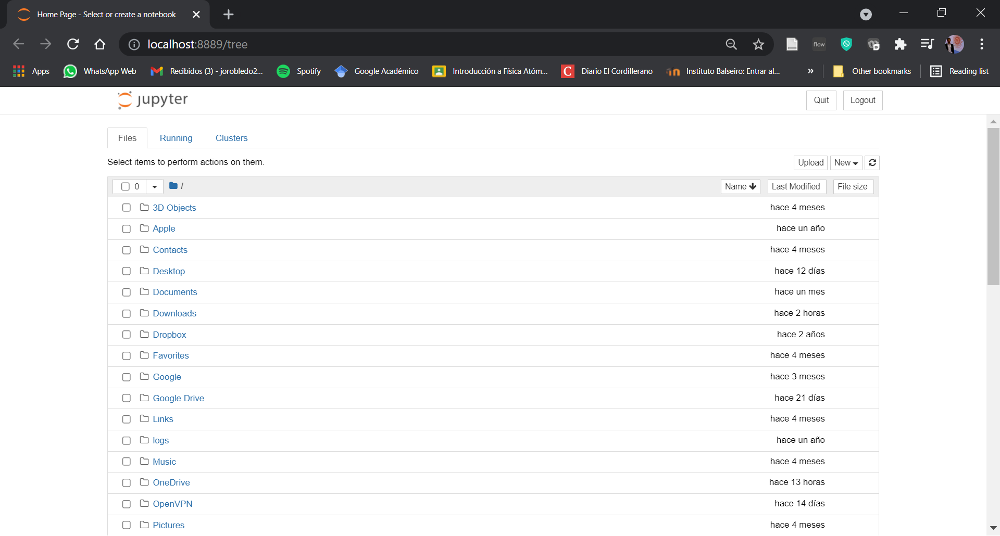 Home Page - Select or create a notebook
localhost:8889/tree
flow
Apps WhatsApp Web Recibidos (3) - jorobledo2... Spotify Google Académico Introducción a Física Atóm... C Diario El Cordillerano Instituto Balseiro: Entrar al... » Other bookmarks Reading list
jupyter Quit Logout
Files Running Clusters
Select items to perform actions on them. Upload New
0 / Name Last Modified File size
3D Objects hace 4 meses
Apple hace un año
Contacts hace 4 meses
Desktop hace 12 días
Documents hace un mes
Downloads hace 2 horas
Dropbox hace 2 años
Favorites hace 4 meses
Google hace 3 meses
Google Drive hace 21 días
Links hace 4 meses
logs hace un año
Music hace 4 meses
OneDrive hace 13 horas
OpenVPN hace 14 días
Pictures hace 4 meses